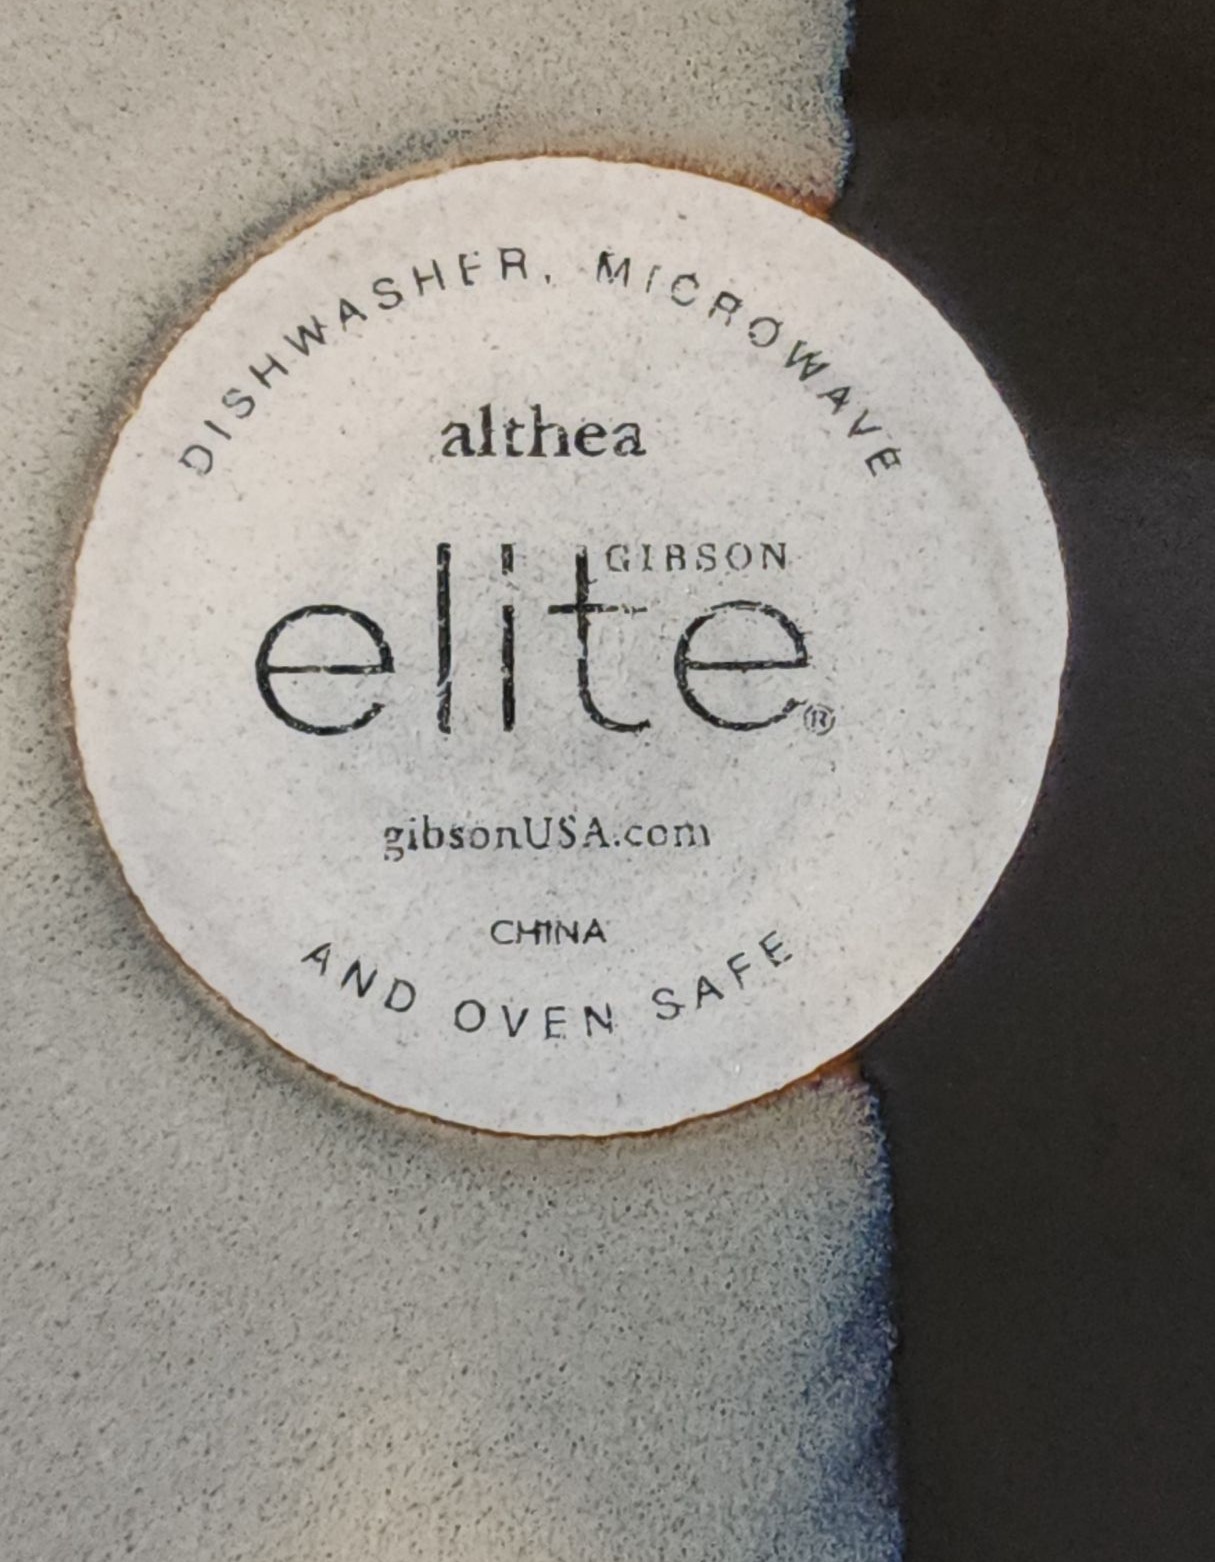 DISHWASHER, MICROWAVE
althea
GIBSON
elite®
gibsonUSA.com
CHINA
AND OVEN SAFE